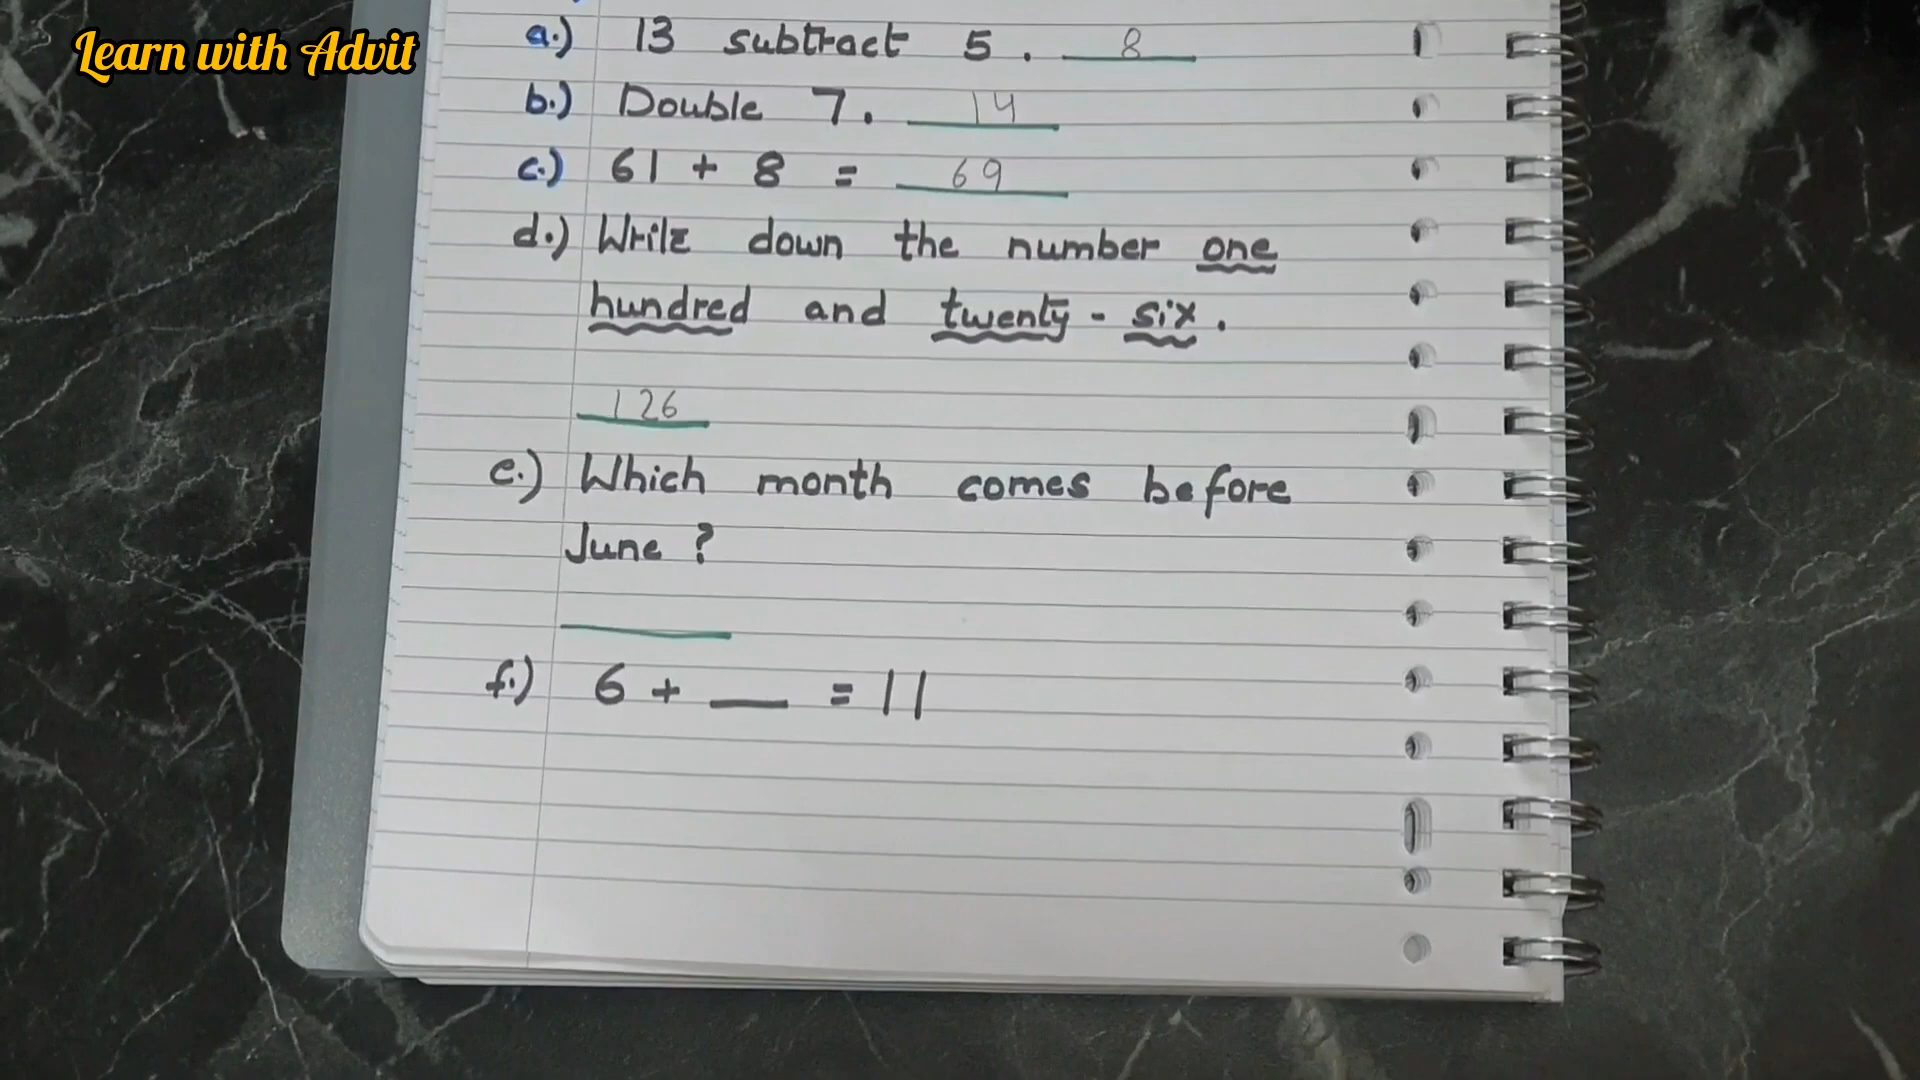 Learn with Advit
a.) 13 subtract 5. 8
b.) Double 7. 14
c.) 61 + 8 = 69
d.) Write down the number one
hundred and twenty-six.
126
e.) Which month comes before
June ?
f.) 6 + __ = 11